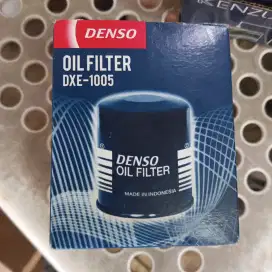 DENSO
OIL FILTER
DXE-1005
DENSO
OIL FILTER
MADE IN INDONESIA